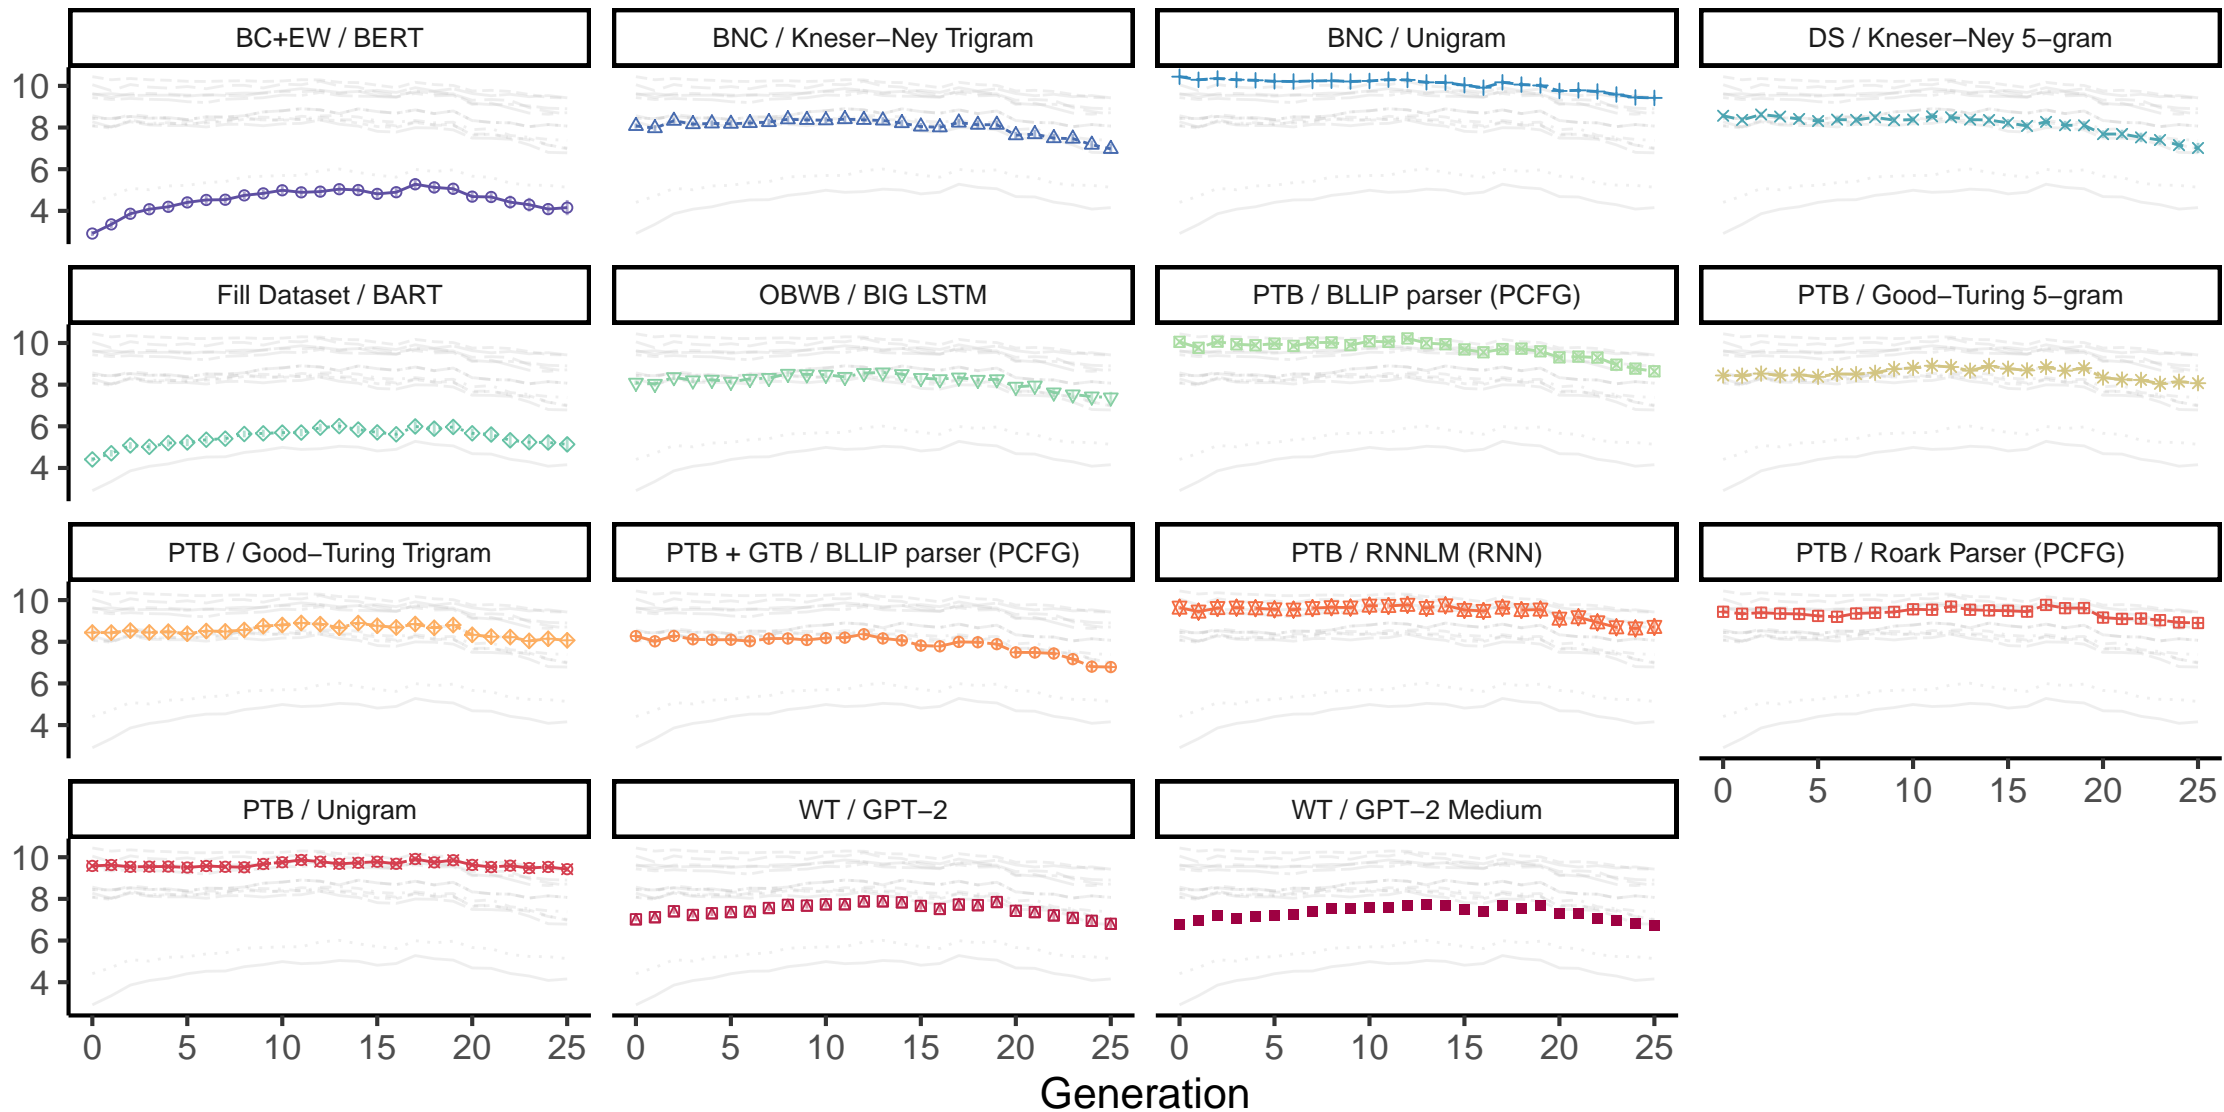 BC+EW / BERT
BNC / Kneser−Ney Trigram
BNC / Unigram
DS / Kneser−Ney 5−gram
10
8
6
4
Fill Dataset / BART
OBWB / BIG LSTM
PTB / BLLIP parser (PCFG)
PTB / Good−Turing 5−gram
10
8
6
4
PTB / Good−Turing Trigram
PTB + GTB / BLLIP parser (PCFG)
PTB / RNNLM (RNN)
PTB / Roark Parser (PCFG)
10
8
6
4
0 5 10 15 20 25
PTB / Unigram
WT / GPT−2
WT / GPT−2 Medium
10
8
6
4
0 5 10 15 20 25
0 5 10 15 20 25
0 5 10 15 20 25
Generation